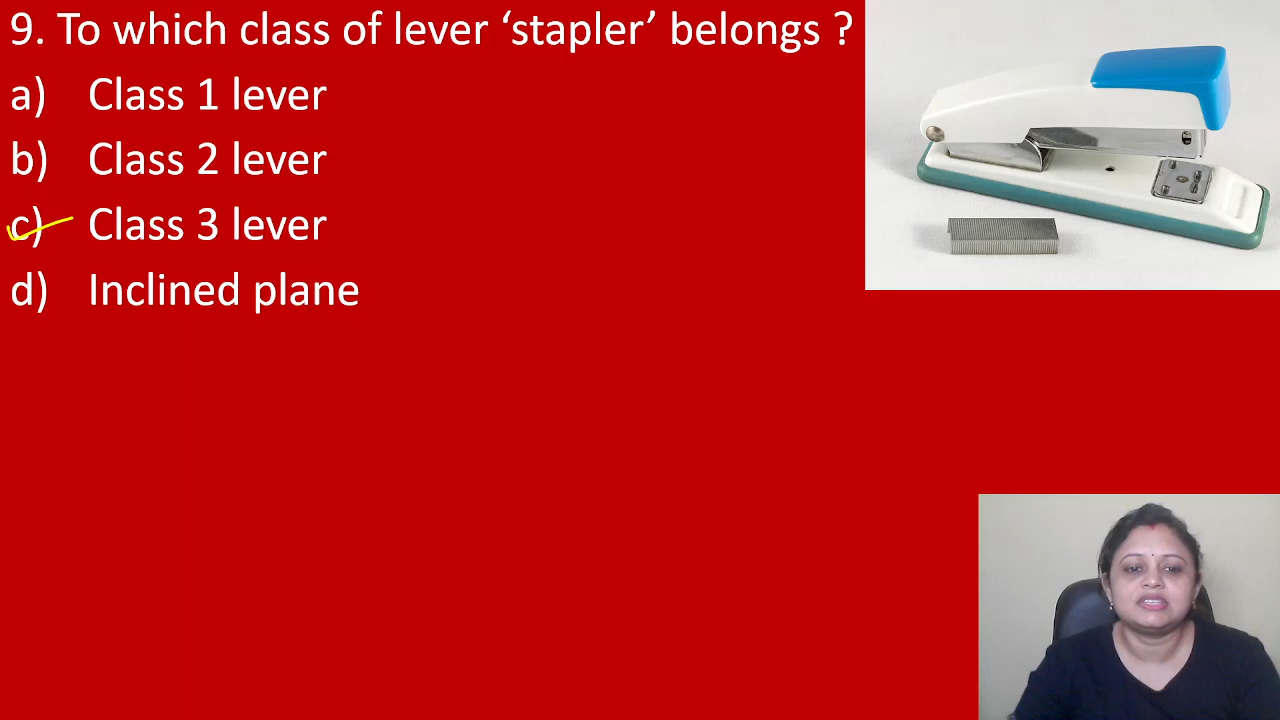 9. To which class of lever ‘stapler’ belongs ?
a) Class 1 lever
b) Class 2 lever
c) Class 3 lever
d) Inclined plane